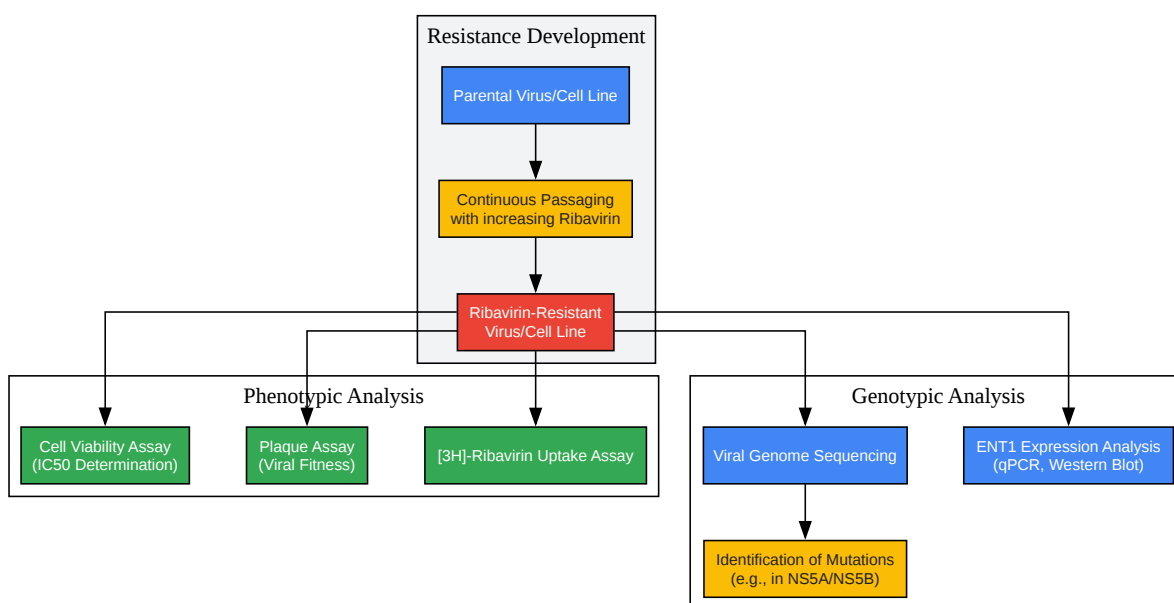 Resistance Development
Parental Virus/Cell Line
Continuous Passaging
with increasing Ribavirin
Ribavirin-Resistant
Virus/Cell Line
Phenotypic Analysis
Cell Viability Assay
(IC50 Determination)
Plaque Assay
(Viral Fitness)
[3H]-Ribavirin Uptake Assay
Genotypic Analysis
Viral Genome Sequencing
ENT1 Expression Analysis
(qPCR, Western Blot)
Identification of Mutations
(e.g., in NS5A/NS5B)